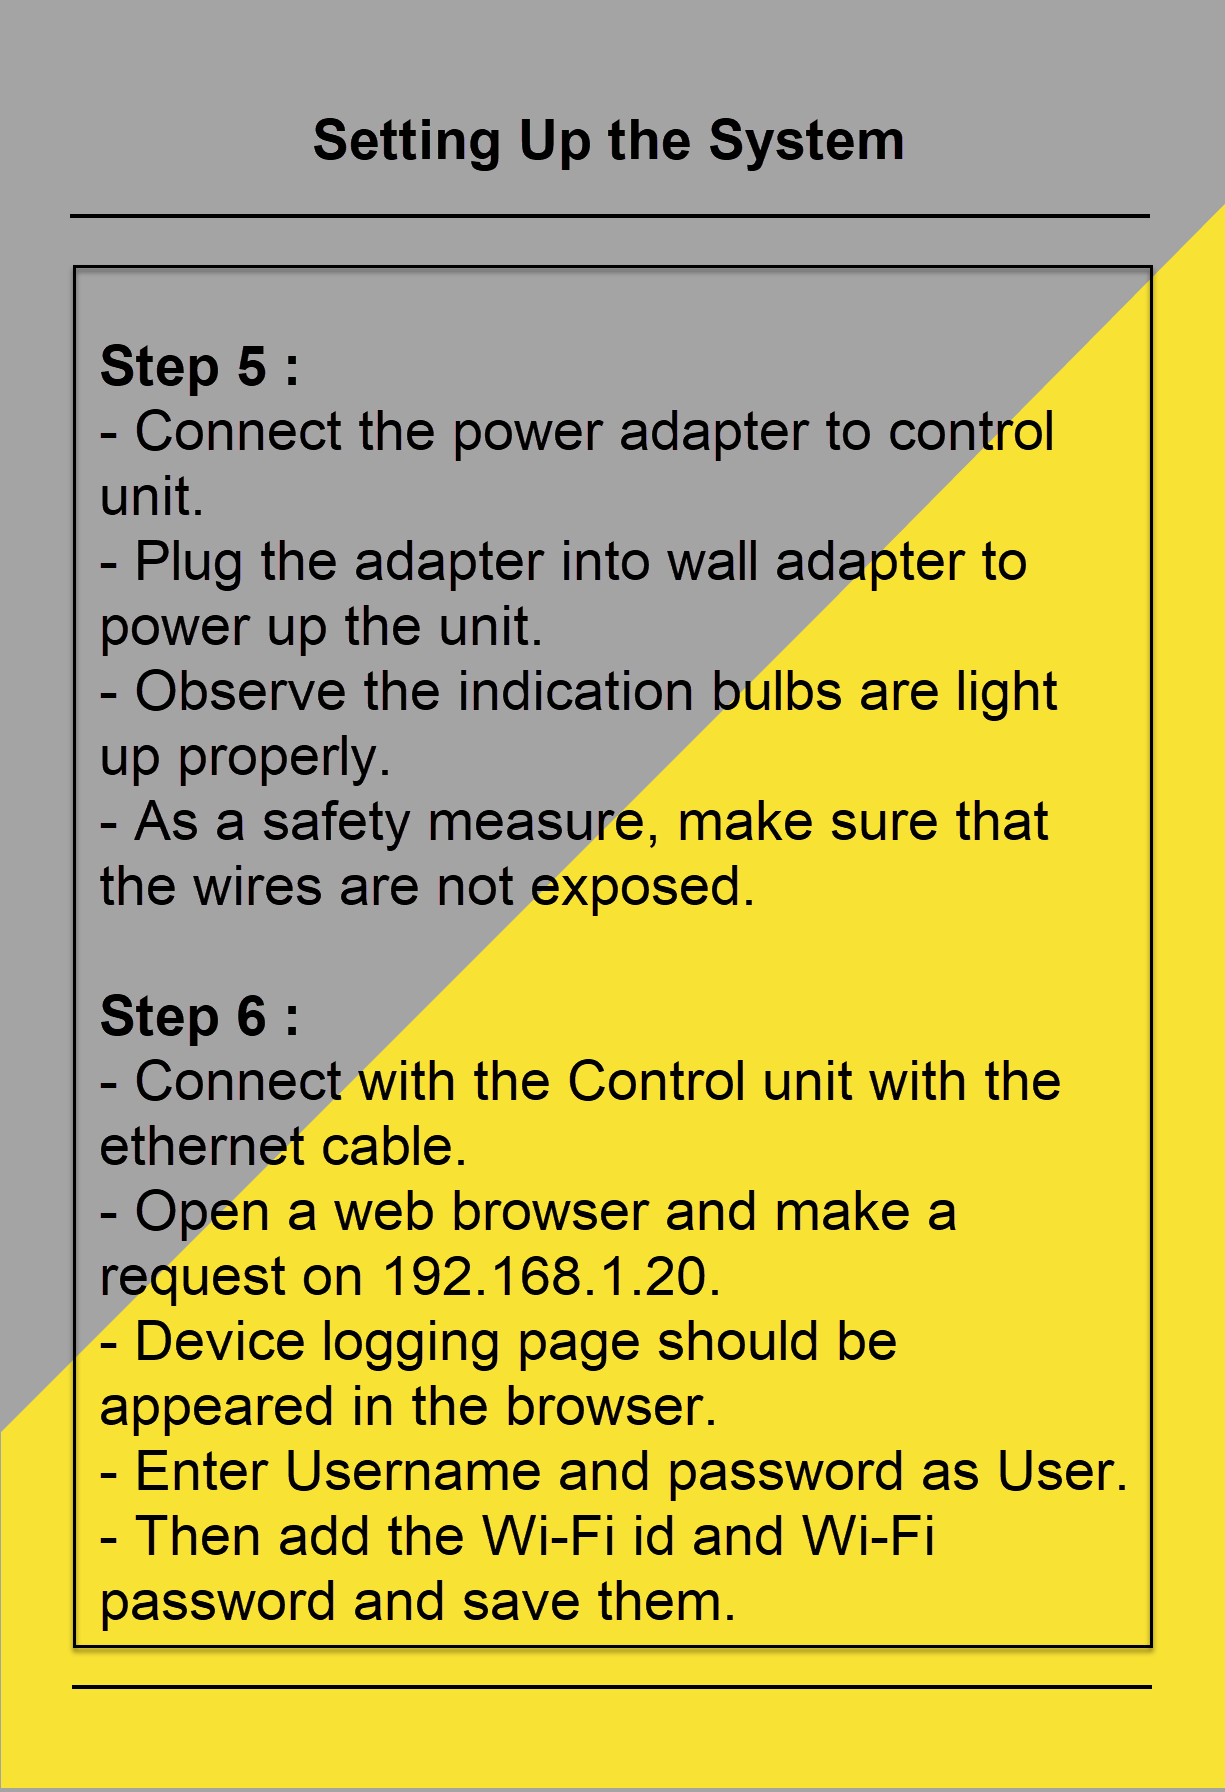 Setting Up the System
Step 5 :
- Connect the power adapter to control
unit.
- Plug the adapter into wall adapter to
power up the unit.
- Observe the indication bulbs are light
up properly.
- As a safety measure, make sure that
the wires are not exposed.
Step 6 :
- Connect with the Control unit with the
ethernet cable.
- Open a web browser and make a
request on 192.168.1.20.
- Device logging page should be
appeared in the browser.
- Enter Username and password as User.
- Then add the Wi-Fi id and Wi-Fi
password and save them.